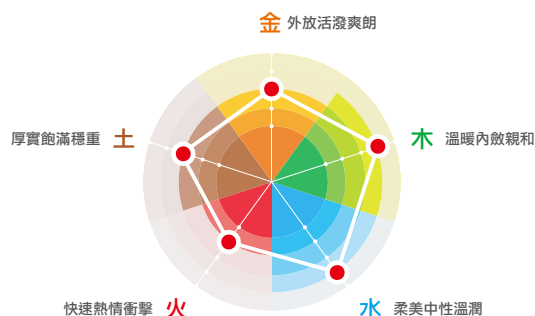 金 外放活潑爽朗
厚實飽滿穩重 土
木 溫暖內斂親和
快速熱情衝擊 火
水 柔美中性溫潤